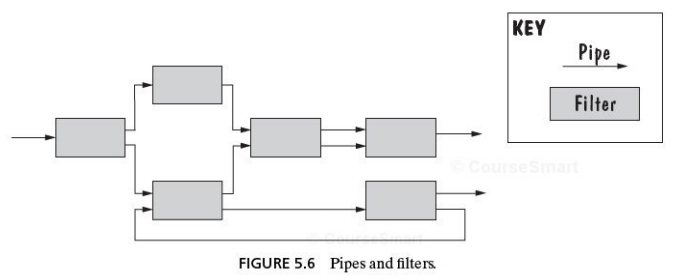 KEY
Pipe
Filter
© CourseSmart
© CourseSmart
FIGURE 5.6 Pipes and filters.